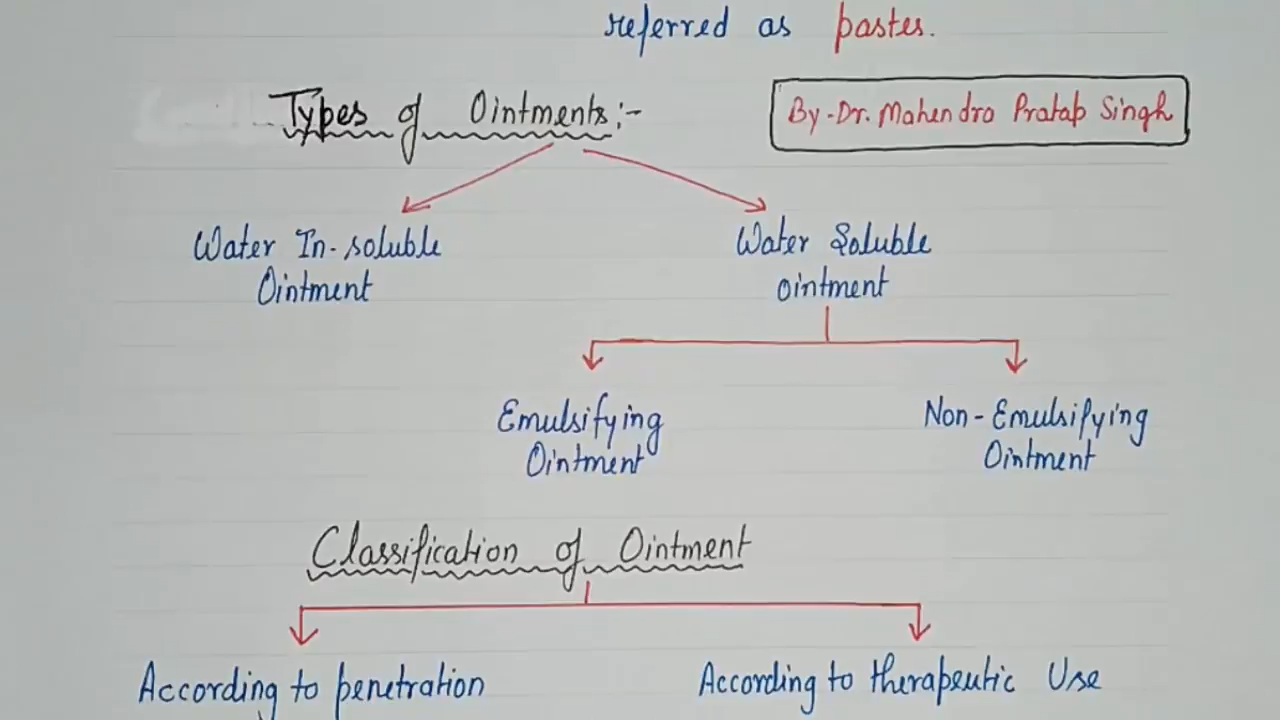 referred as pastes.
Types of Ointments:-
By-Dr. Mahendra Pratap Singh
Water In-soluble
Ointment
Water Soluble
ointment
Emulsifying
Ointment
Non-Emulsifying
Ointment
Classification of Ointment
According to penetration
According to therapeutic Use